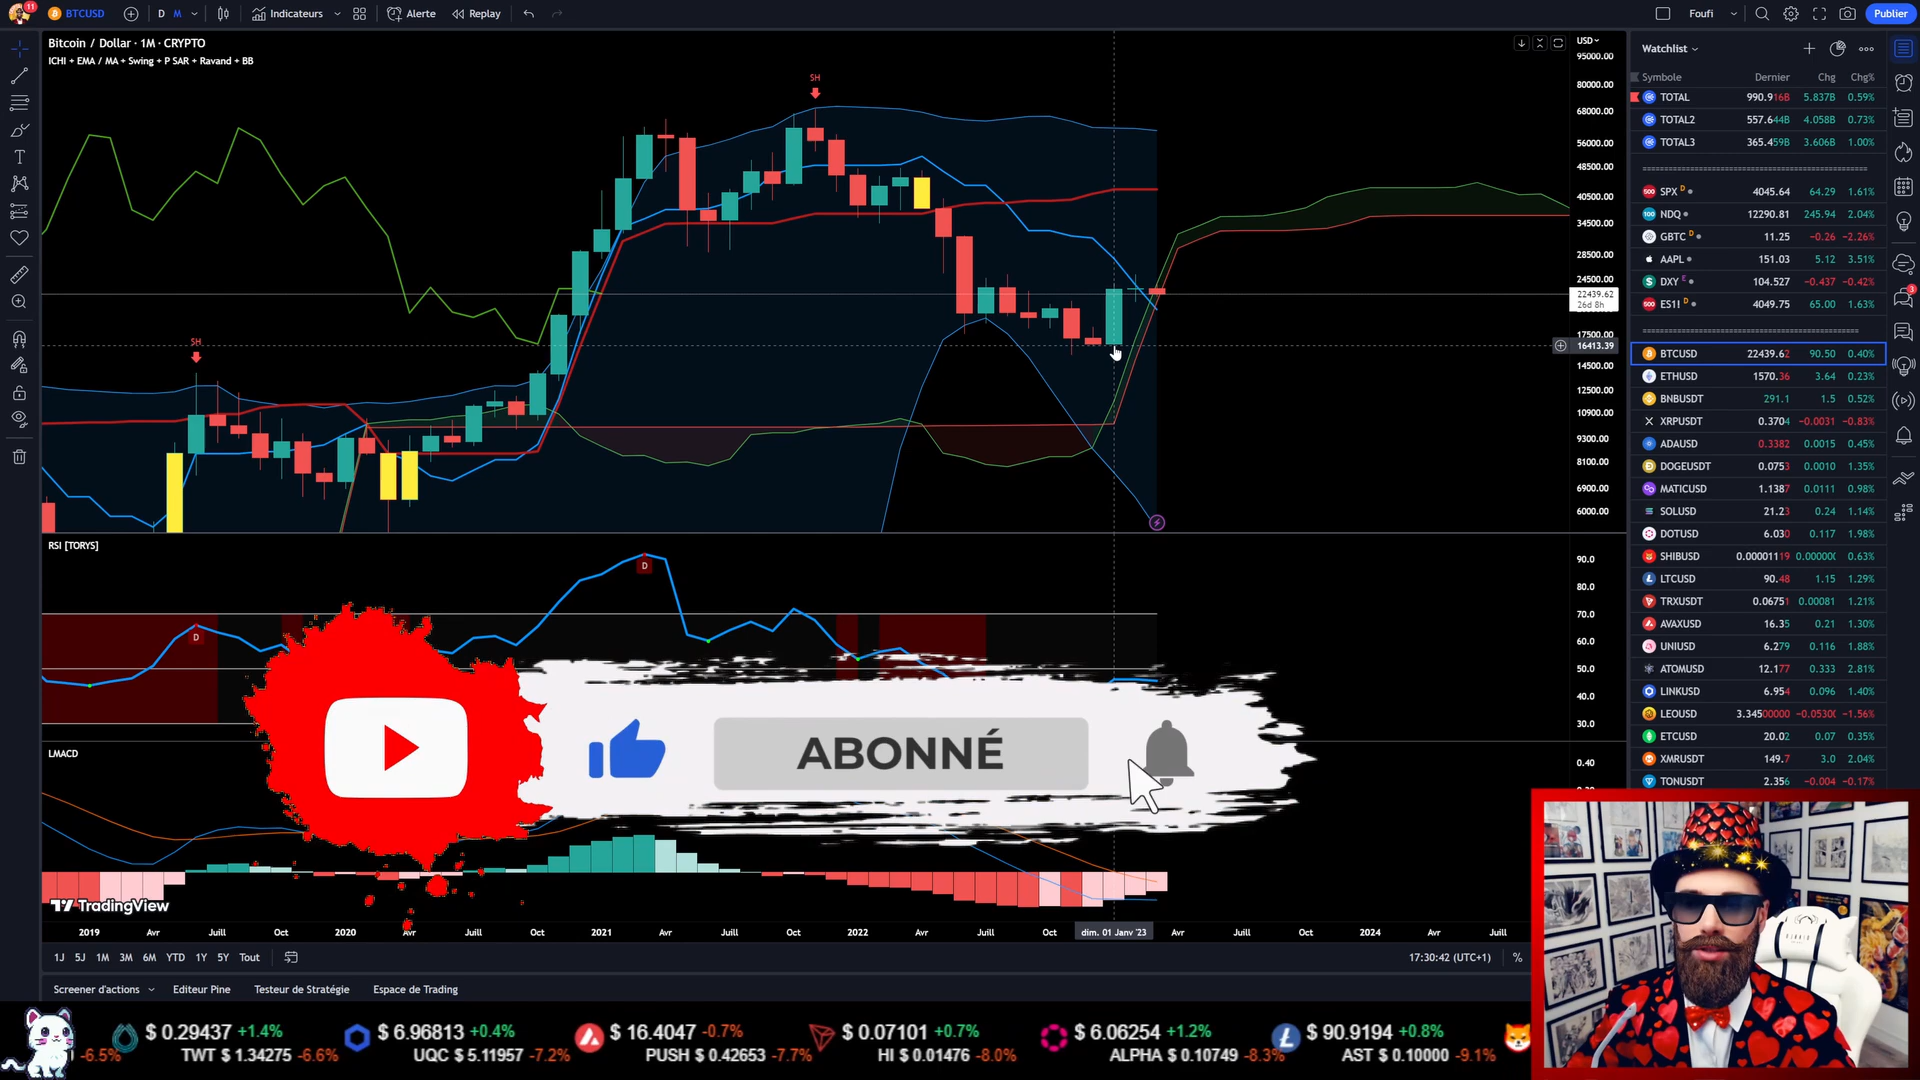 11 BTCUSD D M Indicateurs Alerte Replay Foufi Publier
Bitcoin / Dollar · 1M · CRYPTO
ICHI + EMA / MA + Swing + P SAR + Ravand + BB
SH
SH
USD
95000.00
80000.00
68000.00
56000.00
48500.00
40500.00
34500.00
28500.00
24500.00
22439.62
26d 8h
17500.00
16413.39
14500.00
12500.00
10900.00
9300.00
8100.00
6900.00
6000.00
RSI [TORYS]
D
D
90.0
80.0
70.0
60.0
50.0
40.0
30.0
LMACD
0.40
ABONNÉ
TradingView
2019 Avr Juill Oct 2020 Avr Juill Oct 2021 Avr Juill Oct 2022 Avr Juill Oct dim. 01 Janv '23 Avr Juill Oct 2024 Avr Juill
1J 5J 1M 3M 6M YTD 1Y 5Y Tout 17:30:42 (UTC+1) %
Screener d'actions Editeur Pine Testeur de Stratégie Espace de Trading
Watchlist
Symbole Dernier Chg Chg%
TOTAL 990.916B 5.837B 0.59%
TOTAL2 557.644B 4.058B 0.73%
TOTAL3 365.459B 3.606B 1.00%
SPX D 4045.64 64.29 1.61%
NDQ 12290.81 245.94 2.04%
GBTC D 11.25 −0.26 −2.26%
AAPL 151.03 5.12 3.51%
DXY E 104.527 −0.437 −0.42%
ES1! D 4049.75 65.00 1.63%
BTCUSD 22439.62 90.50 0.40%
ETHUSD 1570.36 3.64 0.23%
BNBUSDT 291.1 1.5 0.52%
XRPUSDT 0.3704 −0.0031 −0.83%
ADAUSD 0.3382 0.0015 0.45%
DOGEUSDT 0.0753 0.0010 1.35%
MATICUSD 1.1387 0.0111 0.98%
SOLUSD 21.23 0.24 1.14%
DOTUSD 6.030 0.117 1.98%
SHIBUSD 0.00001119 0.000000 0.63%
LTCUSD 90.48 1.15 1.29%
TRXUSDT 0.06751 0.00081 1.21%
AVAXUSD 16.35 0.21 1.30%
UNIUSD 6.279 0.116 1.88%
ATOMUSD 12.177 0.333 2.81%
LINKUSD 6.954 0.096 1.40%
LEOUSD 3.34500000 −0.0530 −1.56%
ETCUSD 20.02 0.07 0.35%
XMRUSDT 149.7 3.0 2.04%
TONUSDT 2.356 −0.004 −0.17%
3
$ 0.29437 +1.4% $ 6.96813 +0.4% $ 16.4047 -0.7% $ 0.07101 +0.7% $ 6.06254 +1.2% $ 90.9194 +0.8%
-6.5% TWT $ 1.34275 -6.6% UQC $ 5.11957 -7.2% PUSH $ 0.42653 -7.7% HI $ 0.01476 -8.0% ALPHA $ 0.10749 -8.3% AST $ 0.10000 -9.1%